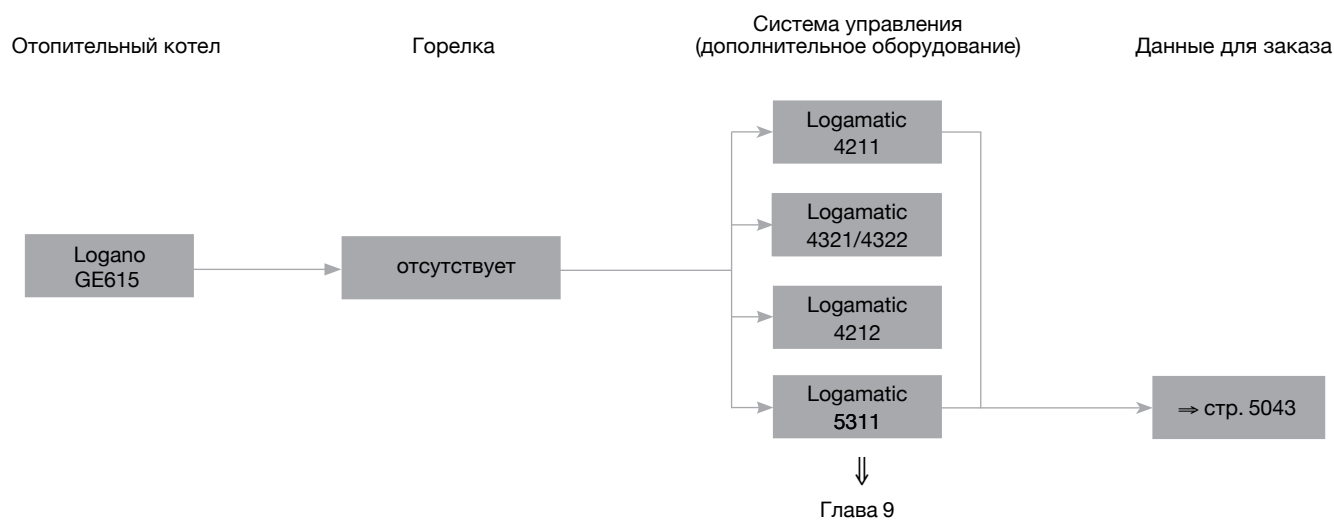 Отопительный котел
Горелка
Система управления
(дополнительное оборудование)
Данные для заказа
Logamatic
4211
Logamatic
4321/4322
Logano
GE615
отсутствует
Logamatic
4212
Logamatic
5311
⇒ стр. 5043
⇓
Глава 9